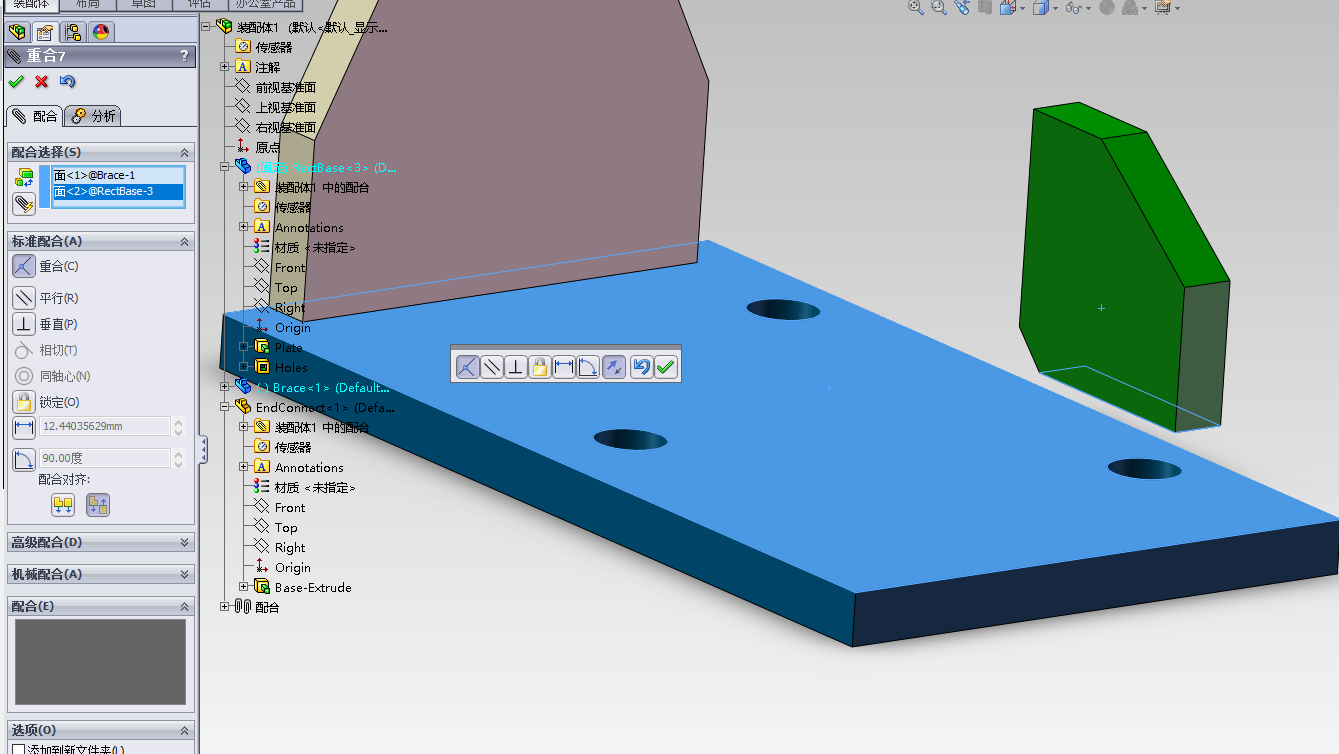 装配体
布局
草图
评估
办公室产品
重合7
?
配合
分析
配合选择(S)
面<1>@Brace-1
面<2>@RectBase-3
标准配合(A)
重合(C)
平行(R)
垂直(P)
相切(T)
同轴心(N)
锁定(O)
12.44035629mm
90.00度
配合对齐:
高级配合(D)
机械配合(A)
配合(E)
选项(O)
添加到新文件夹(L)
装配体1 (默认<默认_显示...
传感器
A 注解
前视基准面
上视基准面
右视基准面
原点
(固定) RectBase<3> (D...
装配体1 中的配合
传感器
A Annotations
材质 <未指定>
Front
Top
Right
Origin
Plate
Holes
(-) Brace<1> (Default...
EndConnect<1> (Defa...
装配体1 中的配合
传感器
A Annotations
材质 <未指定>
Front
Top
Right
Origin
Base-Extrude
配合